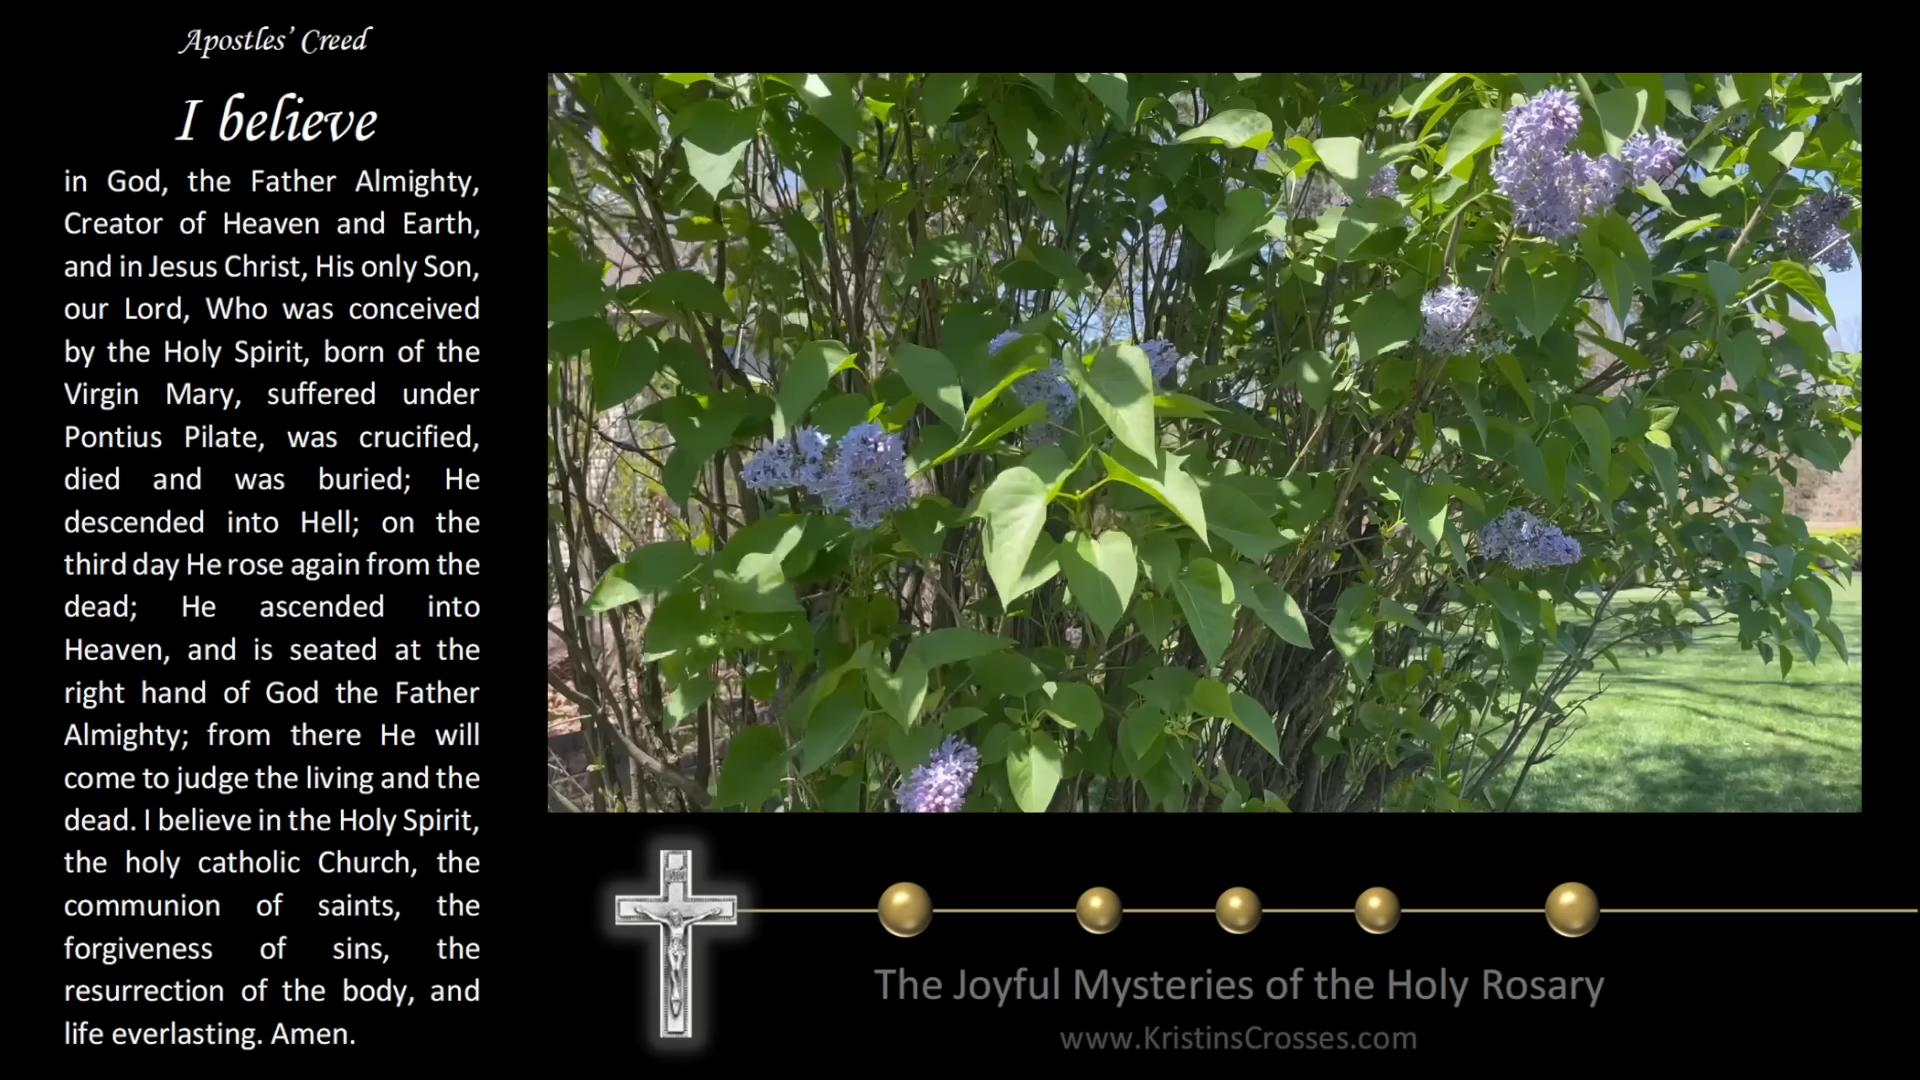 Apostles’ Creed
I believe
in God, the Father Almighty,
Creator of Heaven and Earth,
and in Jesus Christ, His only Son,
our Lord, Who was conceived
by the Holy Spirit, born of the
Virgin Mary, suffered under
Pontius Pilate, was crucified,
died and was buried; He
descended into Hell; on the
third day He rose again from the
dead; He ascended into
Heaven, and is seated at the
right hand of God the Father
Almighty; from there He will
come to judge the living and the
dead. I believe in the Holy Spirit,
the holy catholic Church, the
communion of saints, the
forgiveness of sins, the
resurrection of the body, and
life everlasting. Amen.
The Joyful Mysteries of the Holy Rosary
www.KristinsCrosses.com